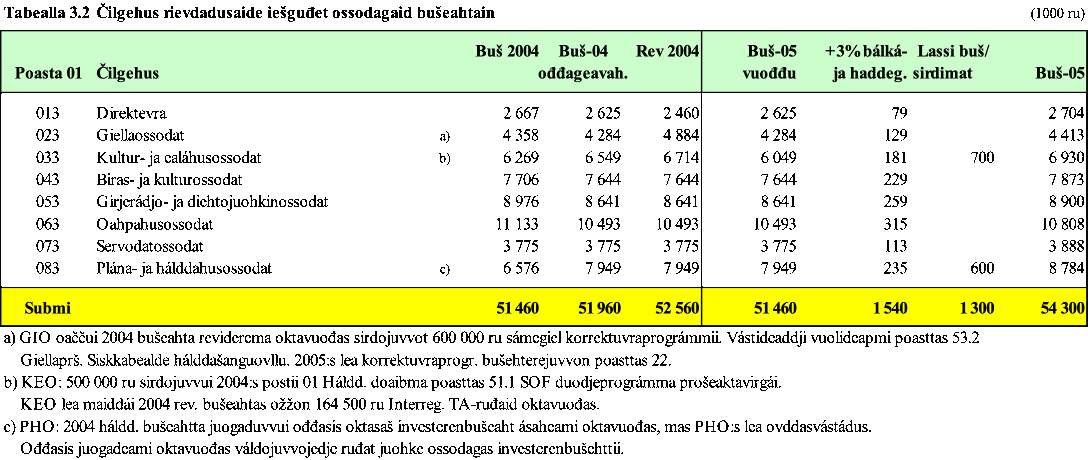 Tabealla 3.2 Čilgehus rievdadusaide iešguđet ossodagaid bušeahtain (1000 ru)
Buš 2004 Buš-04 Rev 2004 Buš-05 +3% bálká- Lassi buš/
Poasta 01 Čilgehus ođđageavah. vuođđu ja haddeg. sirdimat Buš-05
013 Direktevra 2 667 2 625 2 460 2 625 79 2 704
023 Giellaossodat a) 4 358 4 284 4 884 4 284 129 4 413
033 Kultur- ja ealáhusossodat b) 6 269 6 549 6 714 6 049 181 700 6 930
043 Biras- ja kulturossodat 7 706 7 644 7 644 7 644 229 7 873
053 Girjerádjo- ja diehtojuohkinossodat 8 976 8 641 8 641 8 641 259 8 900
063 Oahpahusossodat 11 133 10 493 10 493 10 493 315 10 808
073 Servodatossodat 3 775 3 775 3 775 3 775 113 3 888
083 Plána- ja hálddahusossodat c) 6 576 7 949 7 949 7 949 235 600 8 784
Submi 51 460 51 960 52 560 51 460 1 540 1 300 54 300
a) GIO oaččui 2004 bušeahta reviderema oktavuođas sirdojuvvot 600 000 ru sámegiel korrektuvraprográmmii. Vástideaddji vuolideapmi poasttas 53.2
Giellaprš. Siskkabealde hálddašanguovllu. 2005:s lea korrektuvraprogr. bušehterejuvvon poasttas 22.
b) KEO: 500 000 ru sirdojuvvui 2004:s postii 01 Háldd. doaibma poasttas 51.1 SOF duodjeprográmma prošeaktavirgái.
KEO lea maiddái 2004 rev. bušeahtas ožžon 164 500 ru Interreg. TA-ruđaid oktavuođas.
c) PHO: 2004 háldd. bušeahtta juogaduvvui ođđasis oktasaš investerenbušeaht ásaheami oktavuođas, mas PHO:s lea ovddasvástádus.
Ođđasis juogadeami oktavuođas váldojuvvojedje ruđat juohke ossodagas investerenbušehttii.